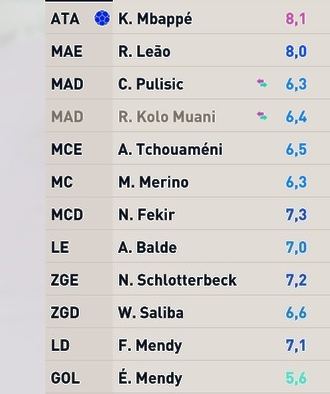 ATA K. Mbappé 8,1
MAE R. Leão 8,0
MAD C. Pulisic 6,3
MAD R. Kolo Muani 6,4
MCE A. Tchouaméni 6,5
MC M. Merino 6,3
MCD N. Fekir 7,3
LE A. Balde 7,0
ZGE N. Schlotterbeck 7,2
ZGD W. Saliba 6,6
LD F. Mendy 7,1
GOL É. Mendy 5,6